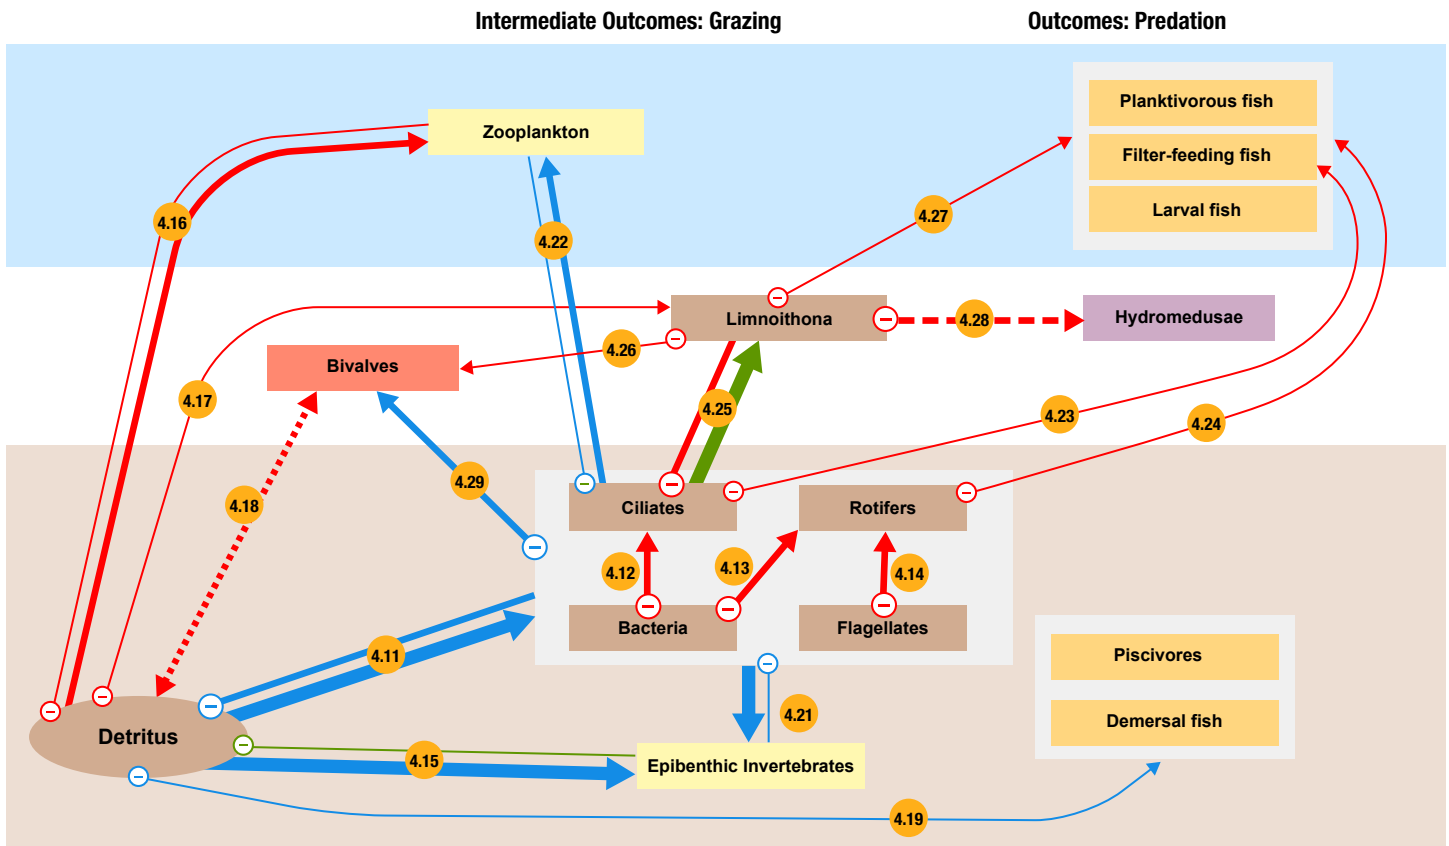 Intermediate Outcomes: Grazing
Outcomes: Predation
Planktivorous fish
Zooplankton
Filter-feeding fish
Larval fish
4.16
4.27
4.22
Limnoithona
4.28
Hydromedusae
4.26
Bivalves
4.17
4.25
4.23
4.24
4.29
4.18
Ciliates
Rotifers
4.12
4.13
4.14
Bacteria
Flagellates
4.11
Piscivores
4.21
Demersal fish
Detritus
4.15
Epibenthic Invertebrates
4.19